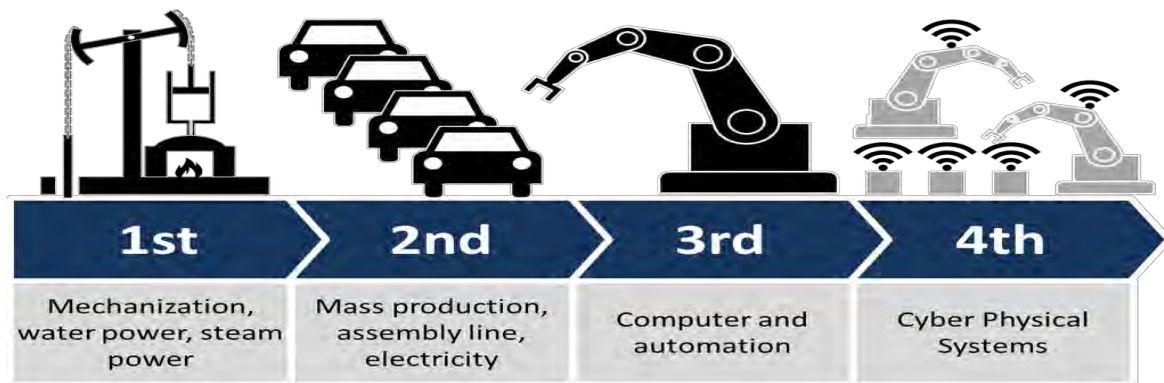 1st
2nd
3rd
4th
Mechanization,
water power, steam
power
Mass production,
assembly line,
electricity
Computer and
automation
Cyber Physical
Systems